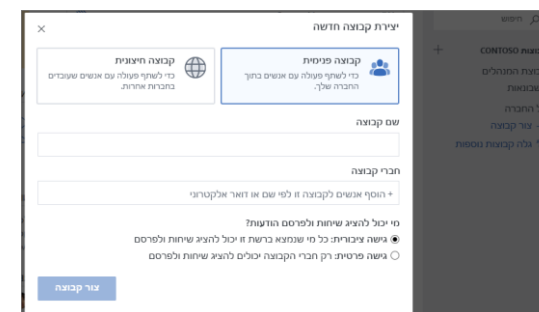 יצירת קבוצה חדשה
קבוצה פנימית
כדי לשתף פעולה עם אנשים בתוך
החברה שלך.
קבוצה חיצונית
כדי לשתף פעולה עם אנשים שעובדים
בחברות אחרות.
שם קבוצה
חברי קבוצה
+ הוסף אנשים לקבוצה זו לפי שם או דואר אלקטרוני
מי יכול להציג שיחות ולפרסם הודעות?
גישה ציבורית: כל מי שנמצא ברשת זו יכול להציג שיחות ולפרסם
גישה פרטית: רק חברי הקבוצה יכולים להציג שיחות ולפרסם
צור קבוצה
חיפוש
CONTOSO
המנהלים
החברה
צור קבוצה
גלה קבוצות נוספות